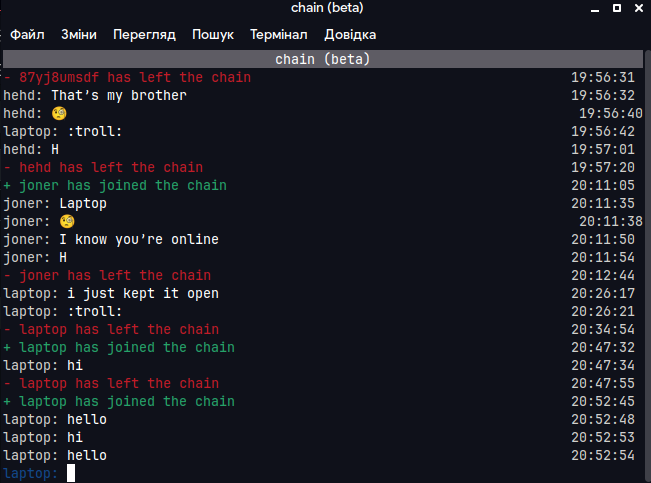 chain (beta)
Файл Зміни Перегляд Пошук Термінал Довідка
chain (beta)
- 87yj8umsdf has left the chain 19:56:31
hehd: That’s my brother 19:56:32
hehd: 🧐 19:56:40
laptop: :troll: 19:56:42
hehd: H 19:57:01
- hehd has left the chain 19:57:20
+ joner has joined the chain 20:11:05
joner: Laptop 20:11:35
joner: 🧐 20:11:38
joner: I know you’re online 20:11:50
joner: H 20:11:54
- joner has left the chain 20:12:44
laptop: i just kept it open 20:26:17
laptop: :troll: 20:26:21
- laptop has left the chain 20:34:54
+ laptop has joined the chain 20:47:32
laptop: hi 20:47:34
- laptop has left the chain 20:47:55
+ laptop has joined the chain 20:52:45
laptop: hello 20:52:48
laptop: hi 20:52:53
laptop: hello 20:52:54
laptop: